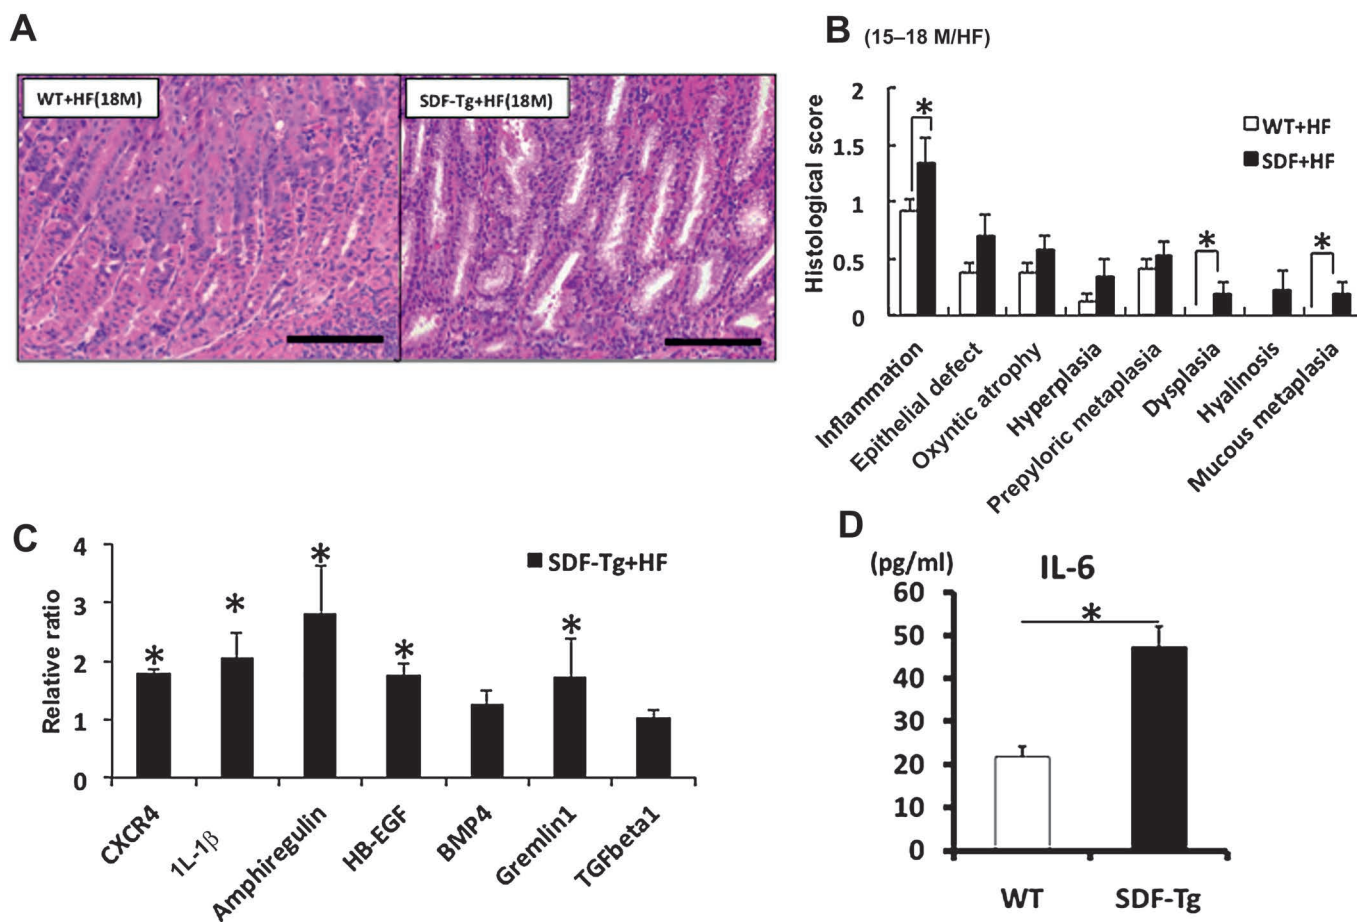 A
WT+HF(18M)
SDF-Tg+HF(18M)
B (15–18 M/HF)
Histological score
2
1.5
1
0.5
0
*
*
*
WT+HF
SDF+HF
Inflammation
Epithelial defect
Oxyntic atrophy
Hyperplasia
Prepyloric metaplasia
Dysplasia
Hyalinosis
Mucous metaplasia
C
Relative ratio
4
3
2
1
0
*
*
*
*
*
SDF-Tg+HF
CXCR4
1L-1β
Amphiregulin
HB-EGF
BMP4
Gremlin1
TGFbeta1
D
(pg/ml)
IL-6
60
50
40
30
20
10
0
*
WT
SDF-Tg